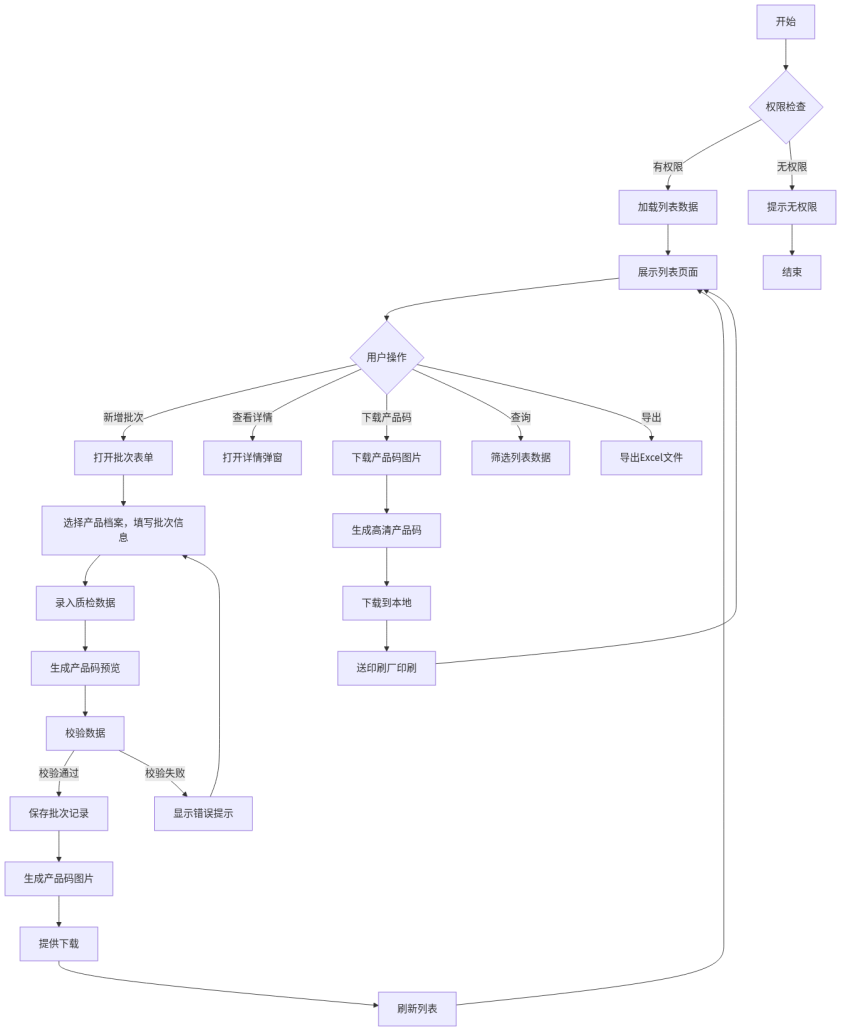 开始
权限检查
有权限
无权限
加载列表数据
提示无权限
展示列表页面
结束
用户操作
新增批次
查看详情
下载产品码
查询
导出
打开批次表单
打开详情弹窗
下载产品码图片
筛选列表数据
导出Excel文件
选择产品档案，填写批次信
息
生成高清产品码
录入质检数据
下载到本地
生成产品码预览
送印刷厂印刷
校验数据
校验通过
校验失败
保存批次记录
显示错误提示
生成产品码图片
提供下载
刷新列表